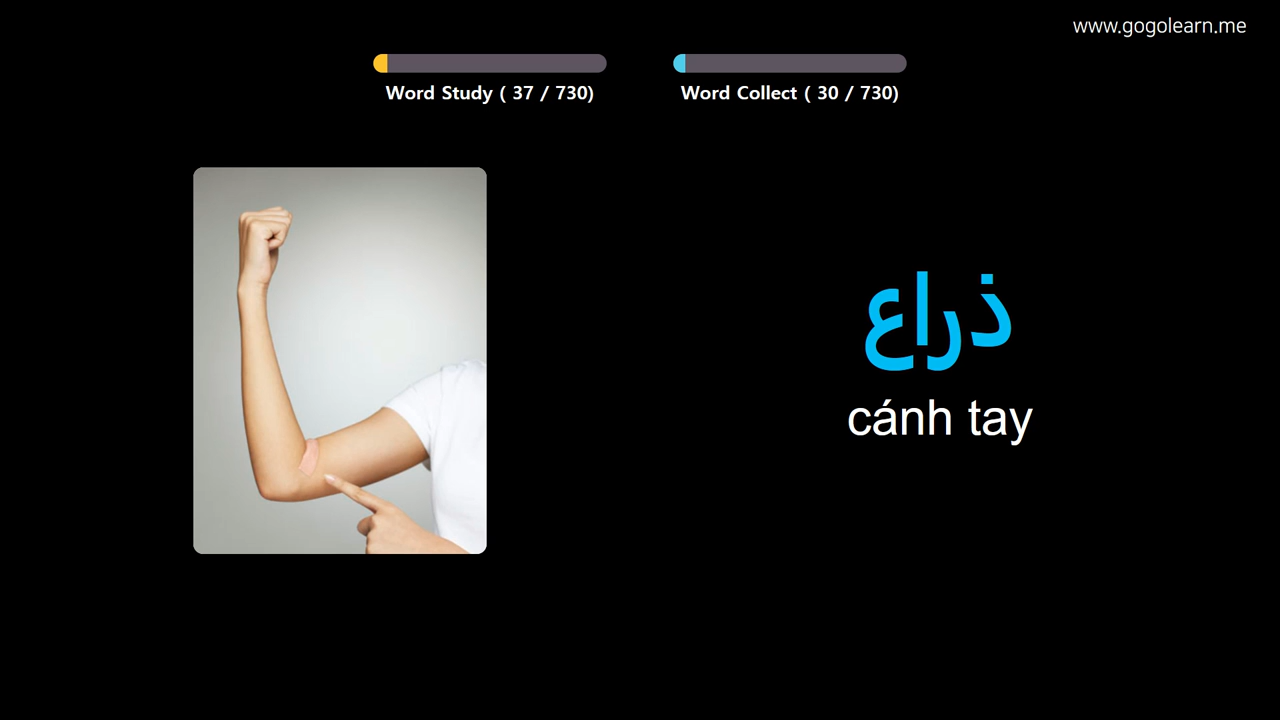 www.gogolearn.me
Word Study ( 37 / 730)
Word Collect ( 30 / 730)
ذراع
cánh tay